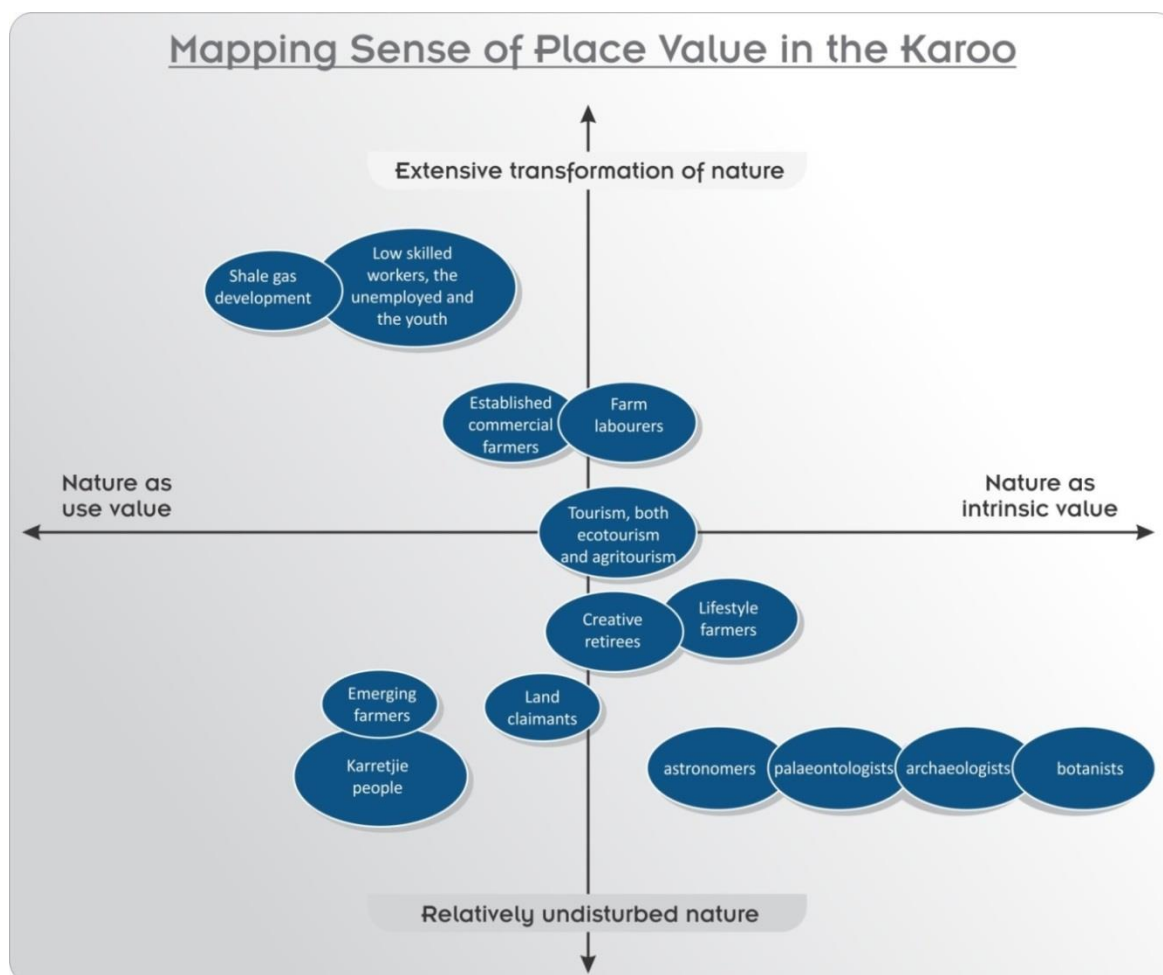 Mapping Sense of Place Value in the Karoo
Extensive transformation of nature
Shale gas
development
Low skilled
workers, the
unemployed and
the youth
Established
commercial
farmers
Farm
labourers
Nature as
use value
Nature as
intrinsic value
Tourism, both
ecotourism
and agritourism
Creative
retirees
Lifestyle
farmers
Emerging
farmers
Land
claimants
Karretjie
people
astronomers
palaeontologists
archaeologists
botanists
Relatively undisturbed nature